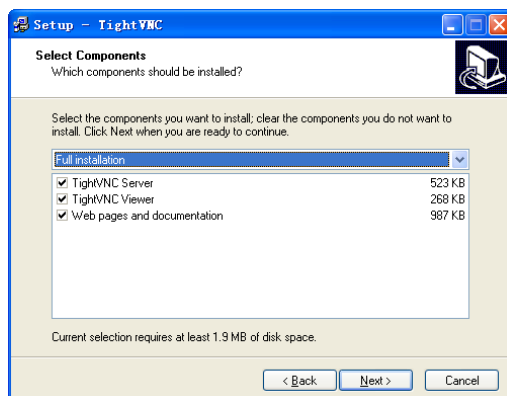 Setup - TightVNC
Select Components
Which components should be installed?
Select the components you want to install; clear the components you do not want to
install. Click Next when you are ready to continue.
Full installation
TightVNC Server 523 KB
TightVNC Viewer 268 KB
Web pages and documentation 987 KB
Current selection requires at least 1.9 MB of disk space.
< Back Next > Cancel